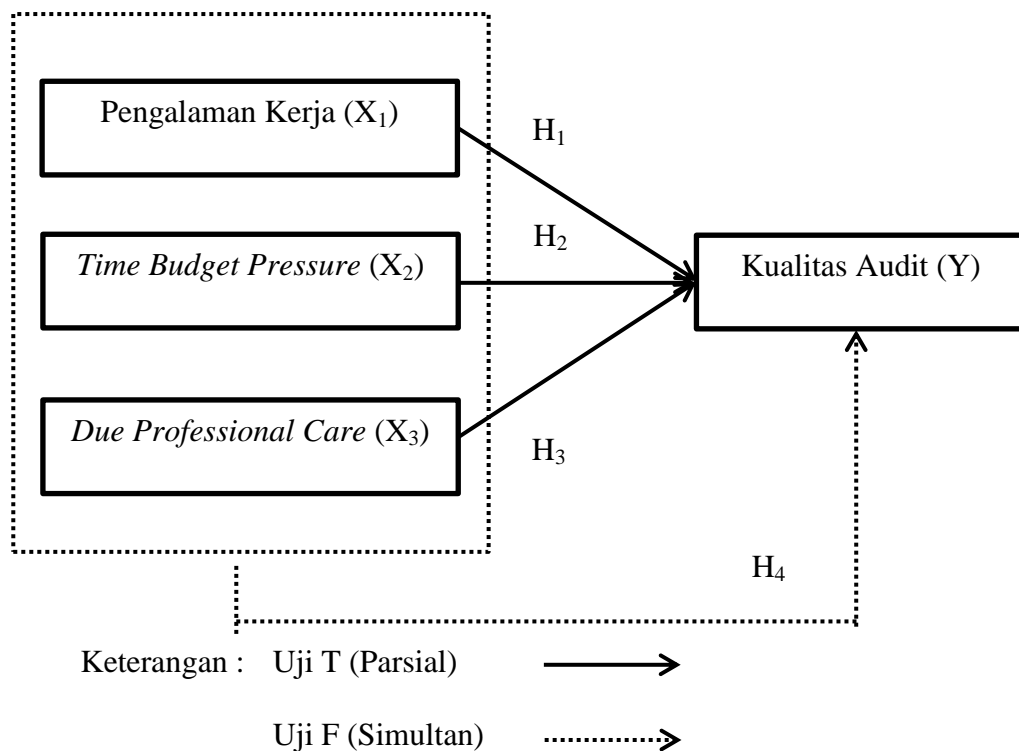 Pengalaman Kerja (X₁)
H₁
H₂
Time Budget Pressure (X₂)
Kualitas Audit (Y)
Due Professional Care (X₃)
H₃
H₄
Keterangan : Uji T (Parsial)
Uji F (Simultan)